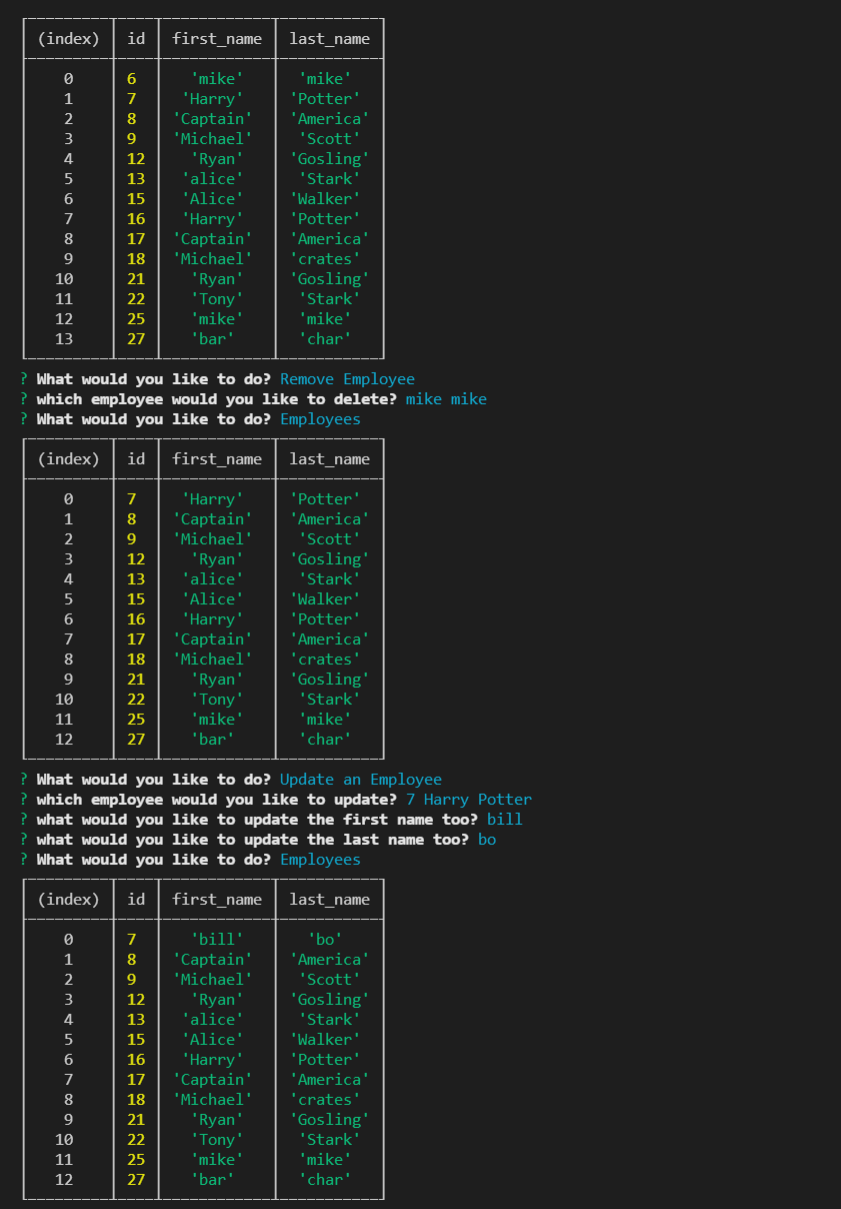 (index) id first_name last_name
0 6 'mike' 'mike'
1 7 'Harry' 'Potter'
2 8 'Captain' 'America'
3 9 'Michael' 'Scott'
4 12 'Ryan' 'Gosling'
5 13 'alice' 'Stark'
6 15 'Alice' 'Walker'
7 16 'Harry' 'Potter'
8 17 'Captain' 'America'
9 18 'Michael' 'crates'
10 21 'Ryan' 'Gosling'
11 22 'Tony' 'Stark'
12 25 'mike' 'mike'
13 27 'bar' 'char'
? What would you like to do? Remove Employee
? which employee would you like to delete? mike mike
? What would you like to do? Employees
(index) id first_name last_name
0 7 'Harry' 'Potter'
1 8 'Captain' 'America'
2 9 'Michael' 'Scott'
3 12 'Ryan' 'Gosling'
4 13 'alice' 'Stark'
5 15 'Alice' 'Walker'
6 16 'Harry' 'Potter'
7 17 'Captain' 'America'
8 18 'Michael' 'crates'
9 21 'Ryan' 'Gosling'
10 22 'Tony' 'Stark'
11 25 'mike' 'mike'
12 27 'bar' 'char'
? What would you like to do? Update an Employee
? which employee would you like to update? 7 Harry Potter
? what would you like to update the first name too? bill
? what would you like to update the last name too? bo
? What would you like to do? Employees
(index) id first_name last_name
0 7 'bill' 'bo'
1 8 'Captain' 'America'
2 9 'Michael' 'Scott'
3 12 'Ryan' 'Gosling'
4 13 'alice' 'Stark'
5 15 'Alice' 'Walker'
6 16 'Harry' 'Potter'
7 17 'Captain' 'America'
8 18 'Michael' 'crates'
9 21 'Ryan' 'Gosling'
10 22 'Tony' 'Stark'
11 25 'mike' 'mike'
12 27 'bar' 'char'